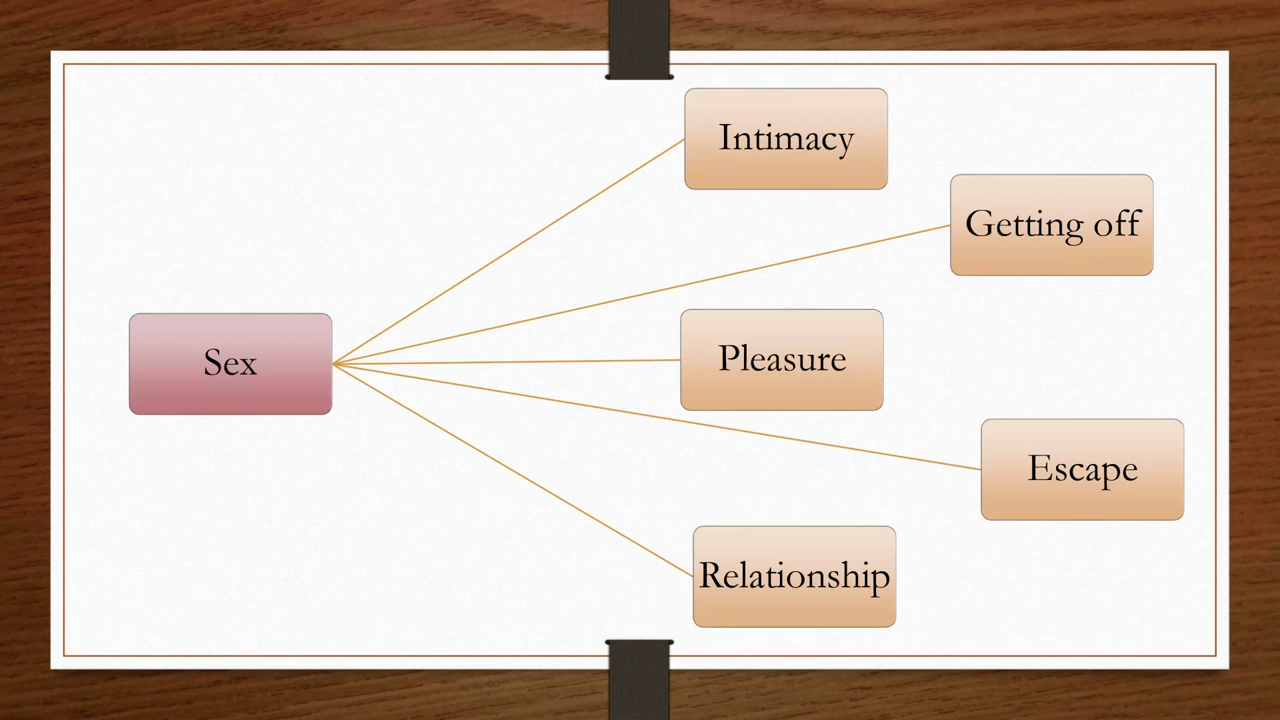 Intimacy
Getting off
Sex
Pleasure
Escape
Relationship